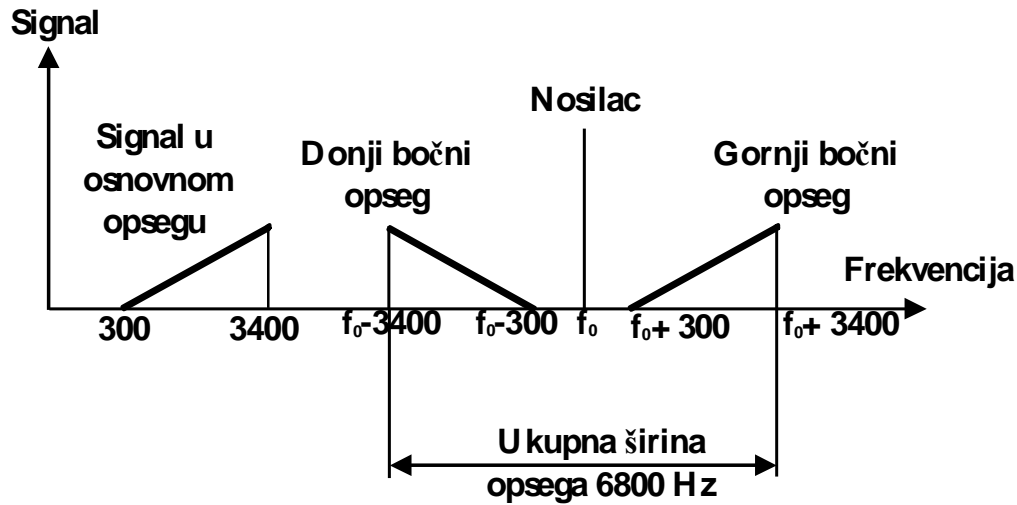 Signal
Nosilac
Signal u
osnovnom
opsegu
Donji bočni
opseg
Gornji bočni
opseg
Frekvencija
300
3400
f₀-3400
f₀-300
f₀
f₀+ 300
f₀+ 3400
Ukupna širina
opsega 6800 Hz